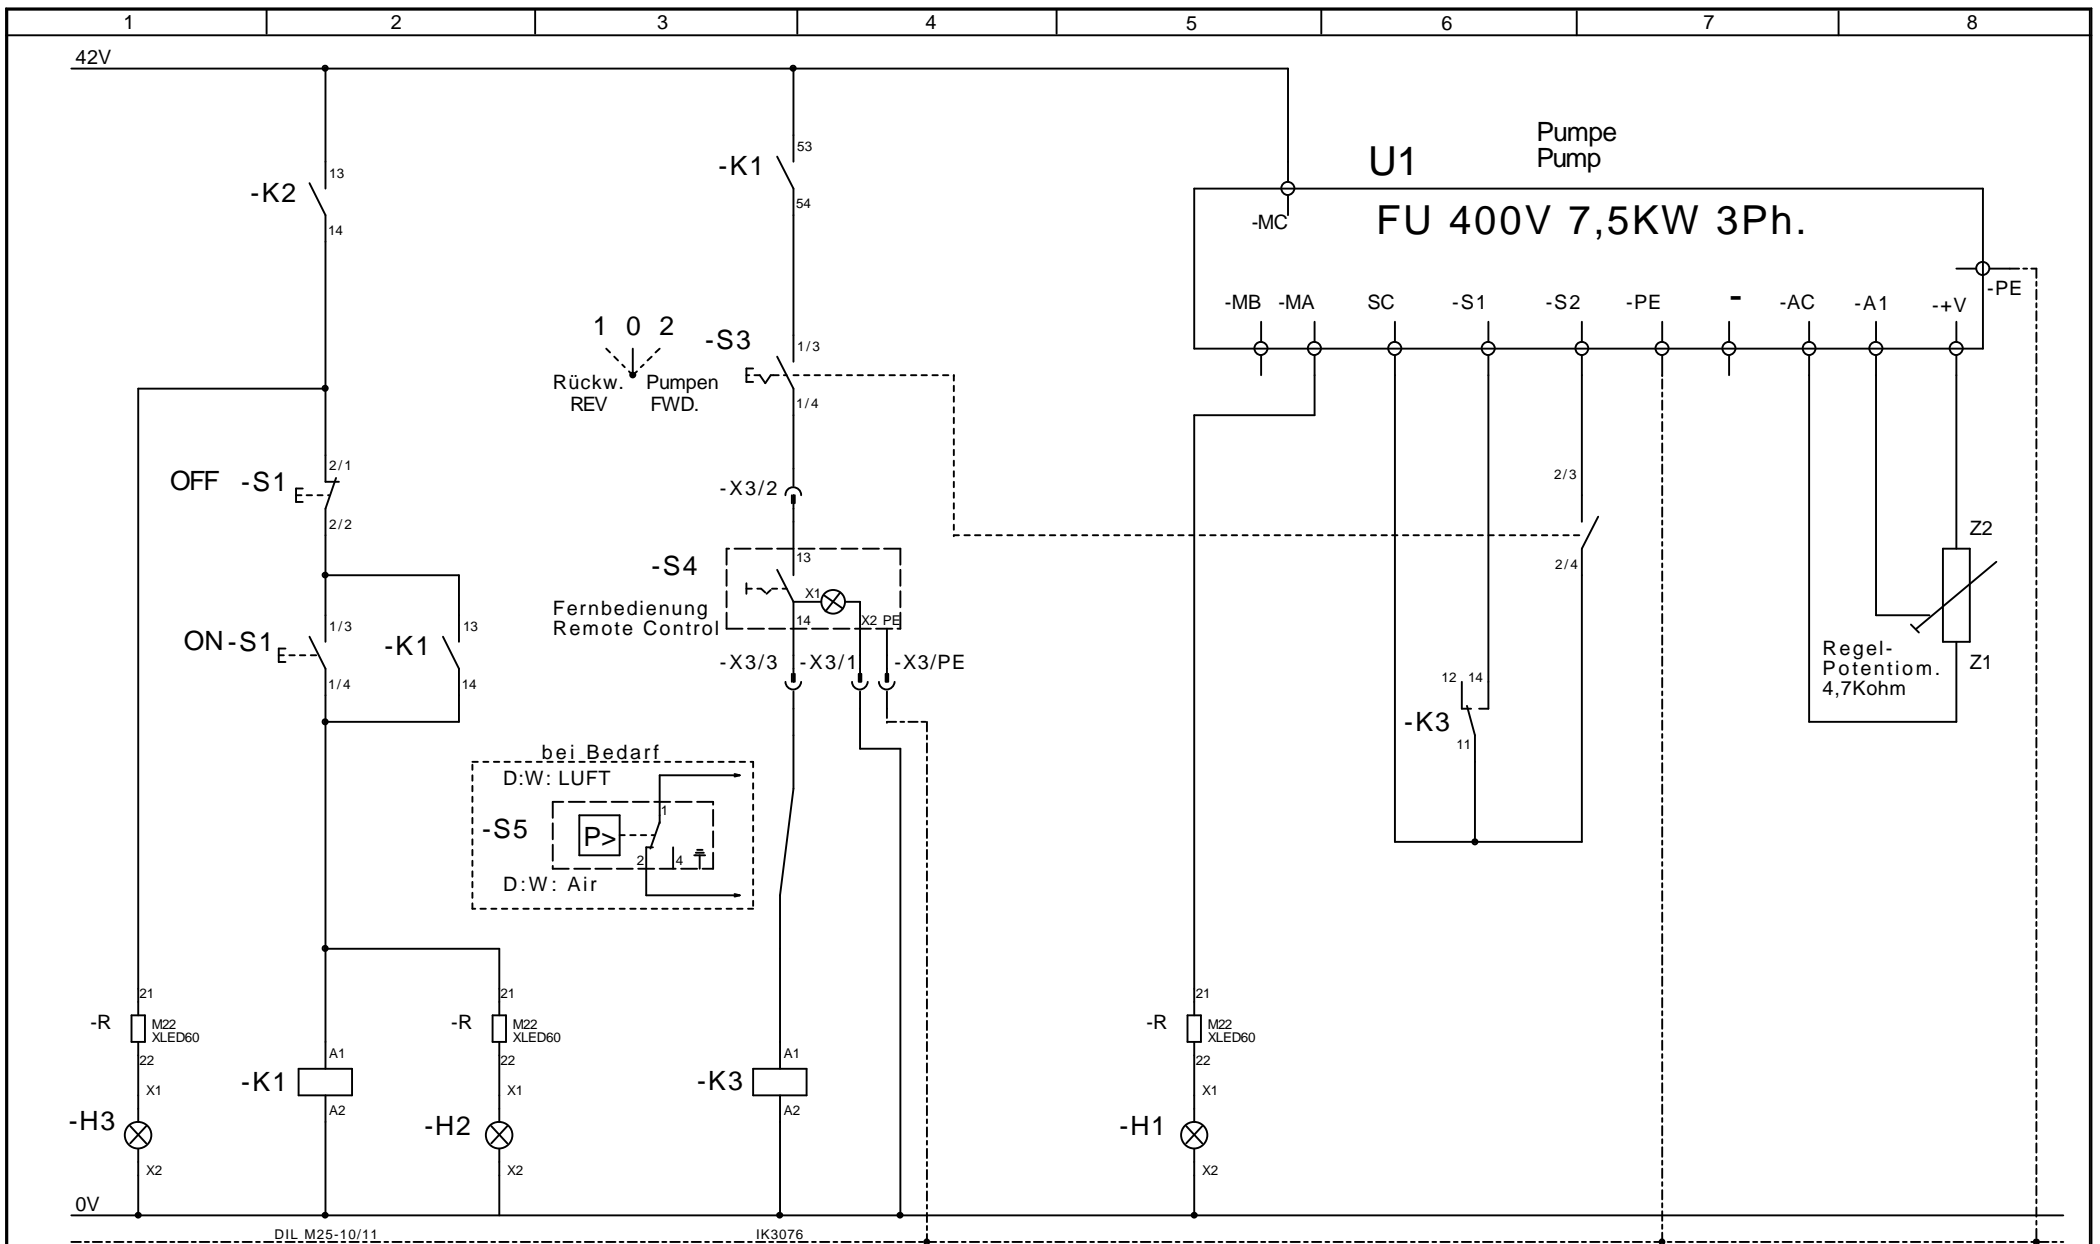 1 2 3 4 5 6 7 8
42V
Pumpe
Pump
U1
FU 400V 7,5KW 3Ph.
-MC
-MB -MA SC -S1 -S2 -PE - -AC -A1 -+V
-PE
-K2
13
14
-K1
53
54
1 0 2
Rückw. Pumpen
REV FWD.
-S3
1/3
1/4
OFF -S1
2/1
2/2
-X3/2
2/3
2/4
-S4
13
X1
14 X2 PE
Fernbedienung
Remote Control
-X3/3 -X3/1 -X3/PE
ON -S1
1/3
1/4
-K1
13
14
Z2
Z1
Regel-
Potentiom.
4,7Kohm
12 14
-K3
11
bei Bedarf
D:W: LUFT
-S5
P>
1
2 4
D:W: Air
21
-R M22
XLED60
22
X1
-H3
X2
A1
-K1
A2
21
-R M22
XLED60
22
X1
-H2
X2
A1
-K3
A2
21
-R M22
XLED60
22
X1
-H1
X2
0V
DIL M25-10/11 IK3076